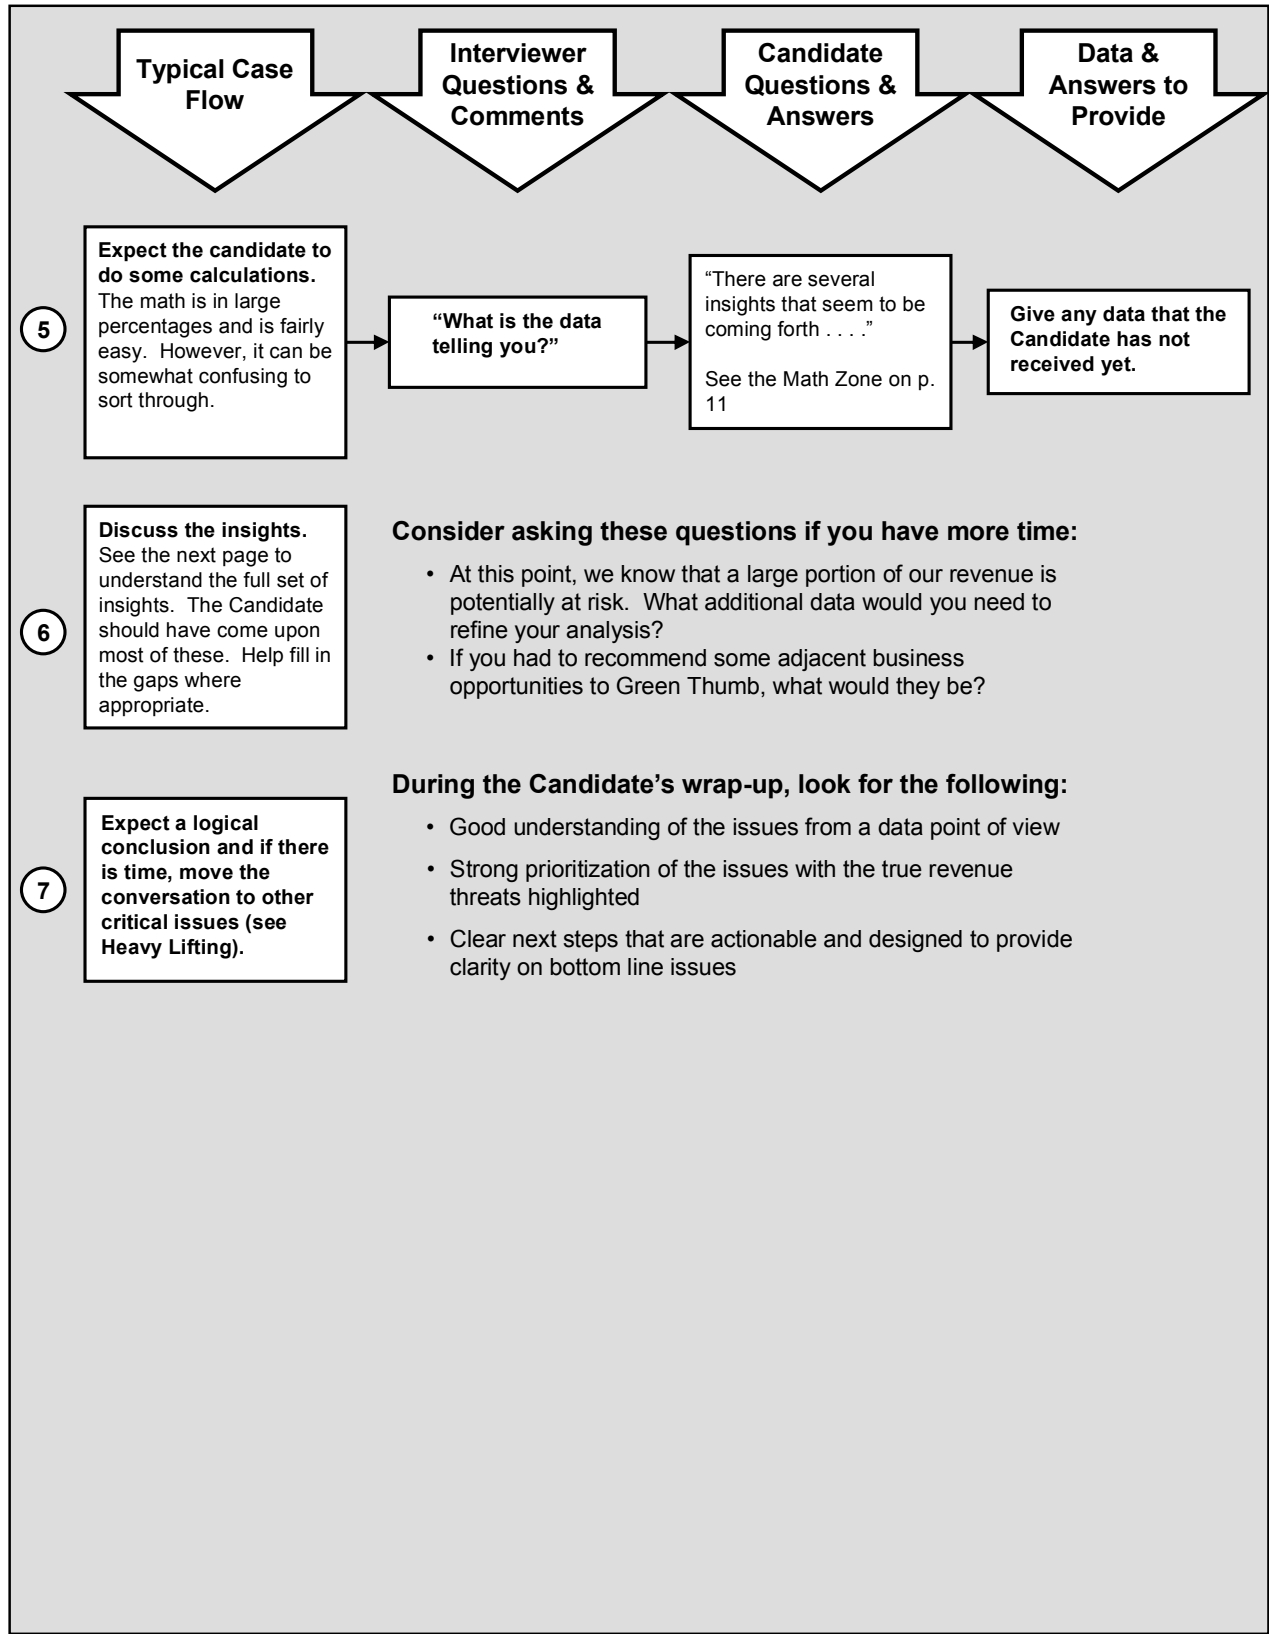 Typical Case
Flow
Interviewer
Questions &
Comments
Candidate
Questions &
Answers
Data &
Answers to
Provide
5
Expect the candidate to
do some calculations.
The math is in large
percentages and is fairly
easy.  However, it can be
somewhat confusing to
sort through.
“What is the data
telling you?”
“There are several
insights that seem to be
coming forth . . . .”
See the Math Zone on p.
11
Give any data that the
Candidate has not
received yet.
6
Discuss the insights.
See the next page to
understand the full set of
insights.  The Candidate
should have come upon
most of these.  Help fill in
the gaps where
appropriate.
Consider asking these questions if you have more time:
• At this point, we know that a large portion of our revenue is
potentially at risk.  What additional data would you need to
refine your analysis?
• If you had to recommend some adjacent business
opportunities to Green Thumb, what would they be?
7
Expect a logical
conclusion and if there
is time, move the
conversation to other
critical issues (see
Heavy Lifting).
During the Candidate’s wrap-up, look for the following:
• Good understanding of the issues from a data point of view
• Strong prioritization of the issues with the true revenue
threats highlighted
• Clear next steps that are actionable and designed to provide
clarity on bottom line issues